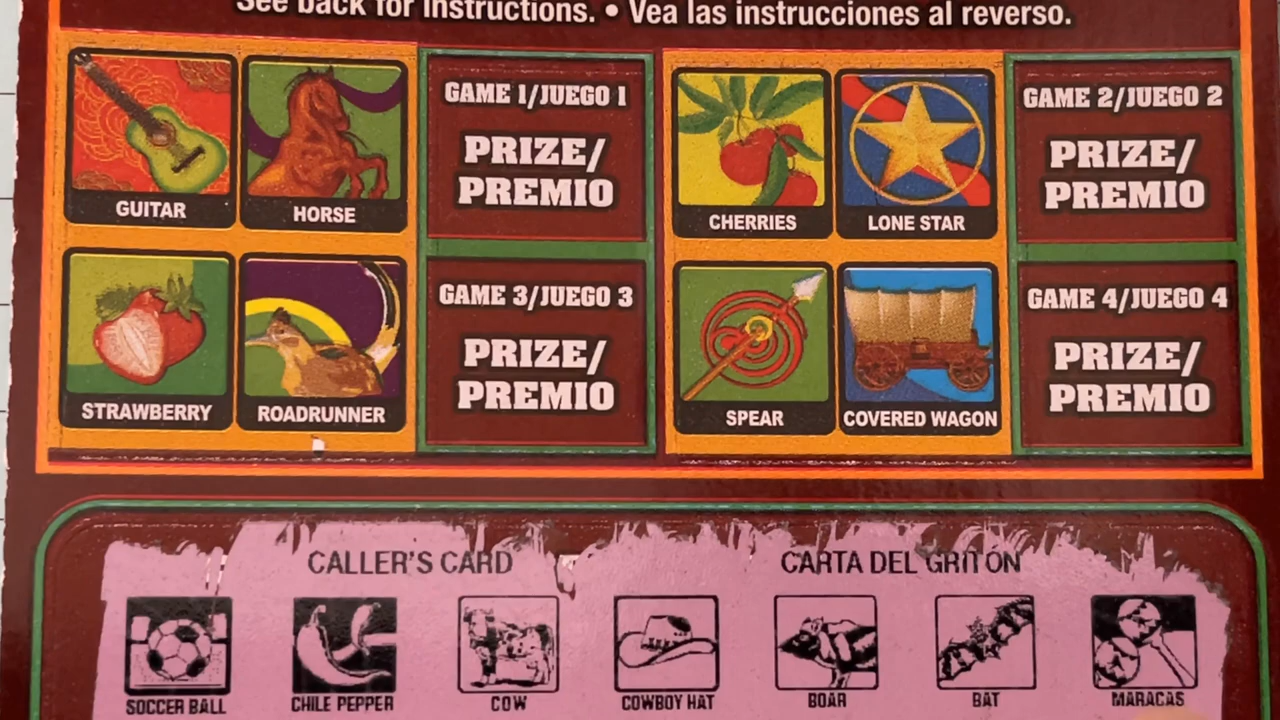 See back for instructions. • Vea las instrucciones al reverso.
GUITAR
HORSE
GAME 1/JUEGO 1
PRIZE/
PREMIO
CHERRIES
LONE STAR
GAME 2/JUEGO 2
PRIZE/
PREMIO
STRAWBERRY
ROADRUNNER
GAME 3/JUEGO 3
PRIZE/
PREMIO
SPEAR
COVERED WAGON
GAME 4/JUEGO 4
PRIZE/
PREMIO
CALLER'S CARD
CARTA DEL GRITÓN
SOCCER BALL
CHILE PEPPER
COW
COWBOY HAT
BOAR
BAT
MARACAS